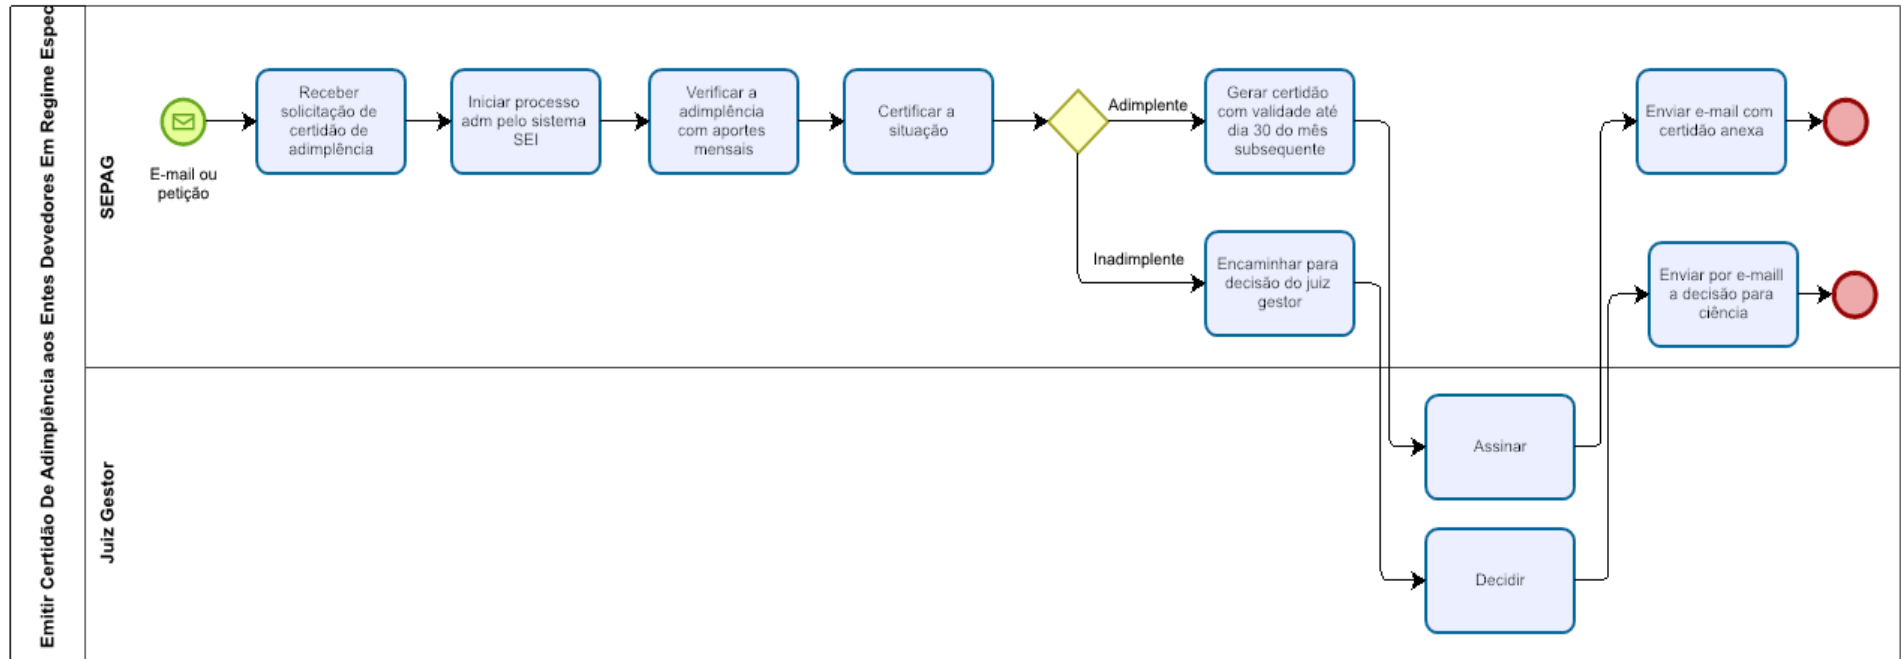 Emitir Certidão De Adimplência aos Entes Devedores Em Regime Espec
SEPAG
E-mail ou
petição
Receber
solicitação de
certidão de
adimplência
Iniciar processo
adm pelo sistema
SEI
Verificar a
adimplência
com aportes
mensais
Certificar a
situação
Adimplente
Gerar certidão
com validade até
dia 30 do mês
subsequente
Inadimplente
Encaminhar para
decisão do juiz
gestor
Enviar e-mail com
certidão anexa
Enviar por e-maill
a decisão para
ciência
Juiz Gestor
Assinar
Decidir